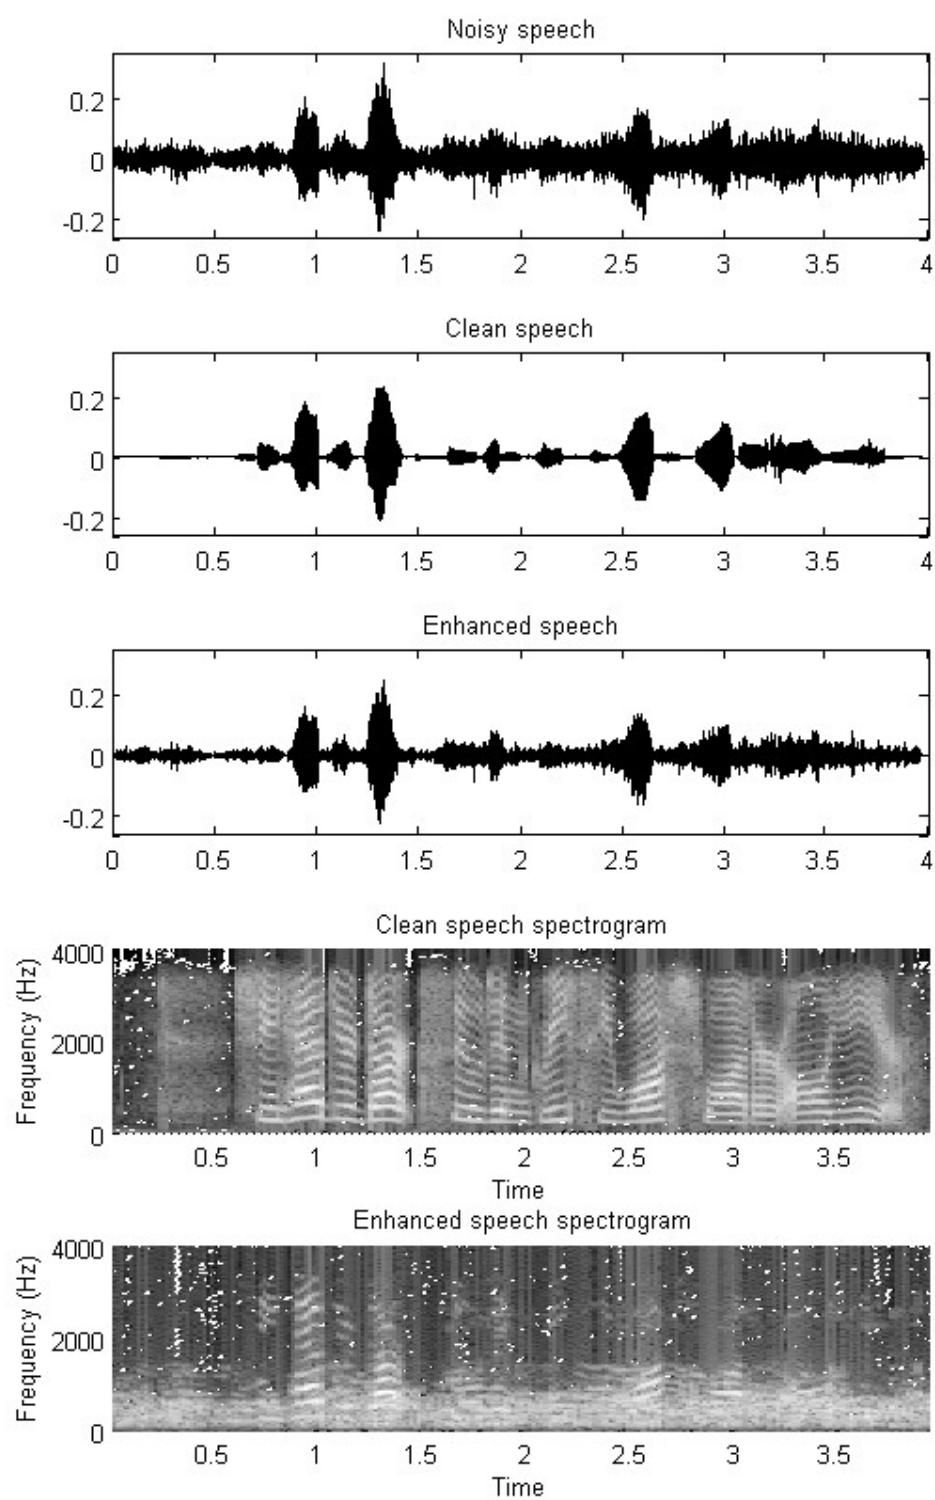 Noisy speech
0.2
0
-0.2
0 0.5 1 1.5 2 2.5 3 3.5 4
Clean speech
0.2
0
-0.2
0 0.5 1 1.5 2 2.5 3 3.5 4
Enhanced speech
0.2
0
-0.2
0 0.5 1 1.5 2 2.5 3 3.5 4
Clean speech spectrogram
Frequency (Hz)
4000
2000
0
0.5 1 1.5 2 2.5 3 3.5
Time
Enhanced speech spectrogram
Frequency (Hz)
4000
2000
0
0.5 1 1.5 2 2.5 3 3.5
Time